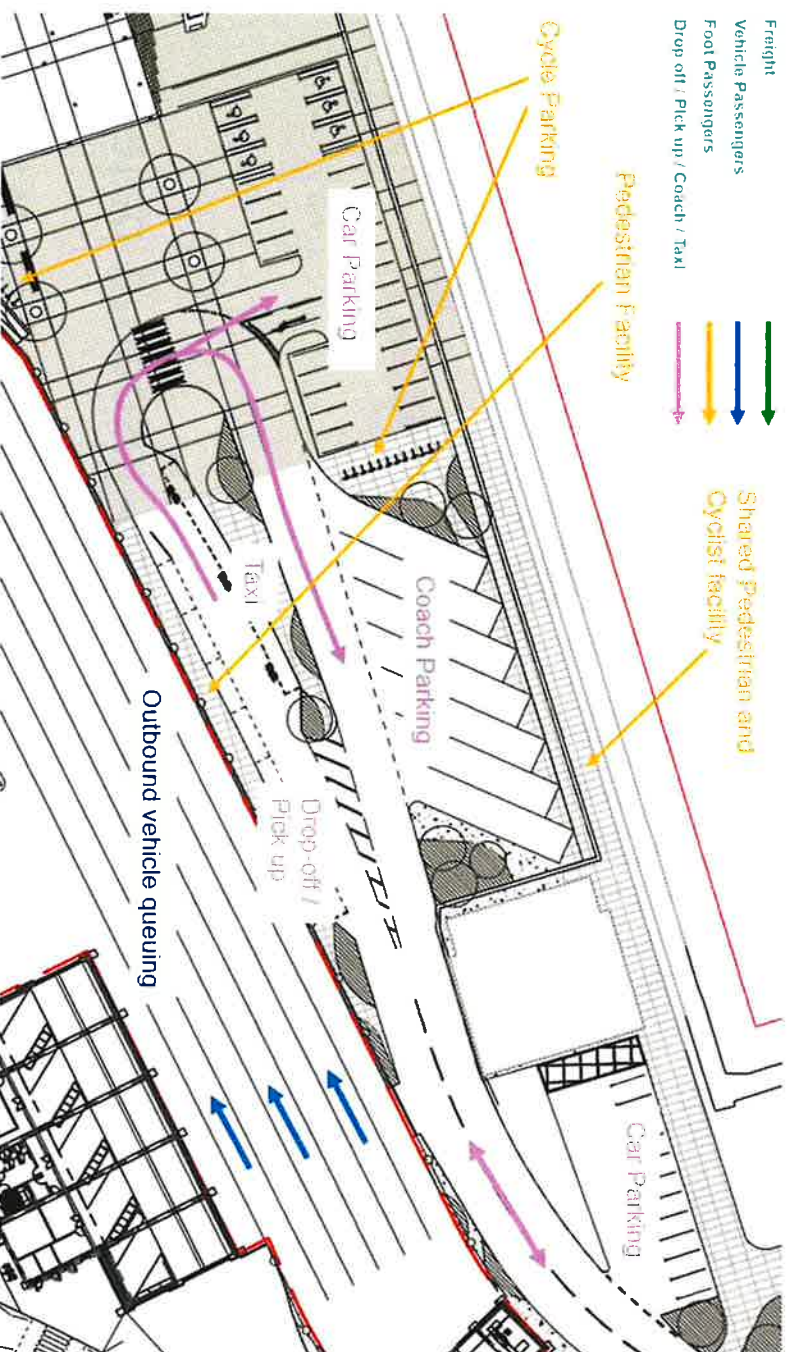 Freight
Vehicle Passengers
Foot Passengers
Drop off / Pick up / Coach / Taxi
Shared Pedestrian and
Cyclist facility
Pedestrian Facility
Cycle Parking
Car Parking
Coach Parking
Taxi
Drop-off /
Pick up
Car Parking
Outbound vehicle queuing